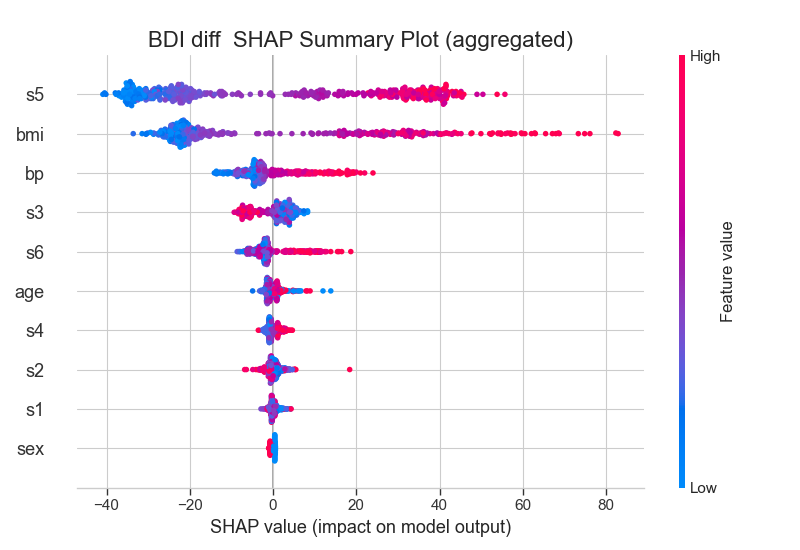 BDI diff  SHAP Summary Plot (aggregated)
High
s5
bmi
bp
s3
s6
age
s4
s2
s1
sex
Feature value
Low
−40
−20
0
20
40
60
80
SHAP value (impact on model output)